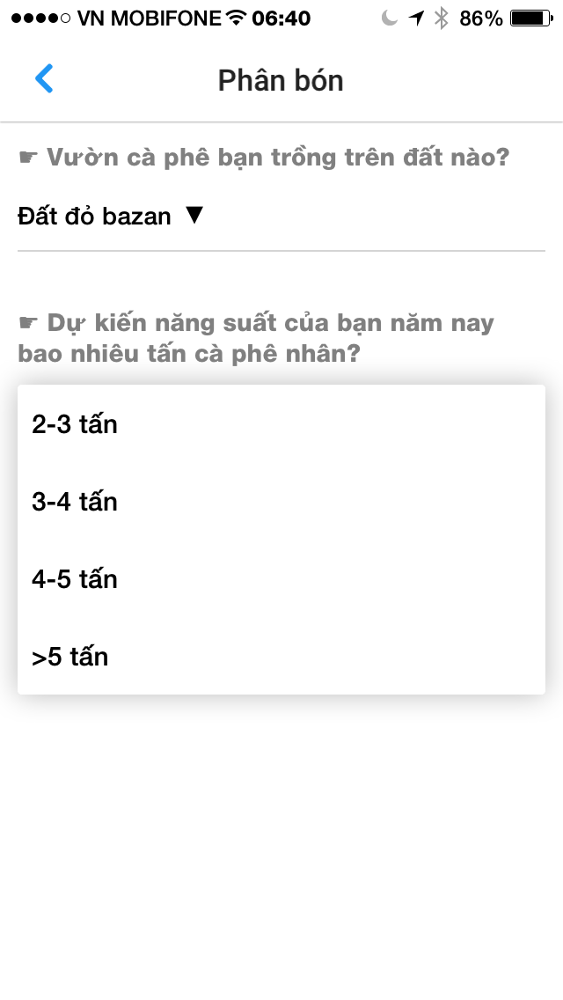 VN MOBIFONE 06:40 86%
Phân bón
☛ Vườn cà phê bạn trồng trên đất nào?
Đất đỏ bazan ▼
☛ Dự kiến năng suất của bạn năm nay
bao nhiêu tấn cà phê nhân?
2-3 tấn
3-4 tấn
4-5 tấn
>5 tấn